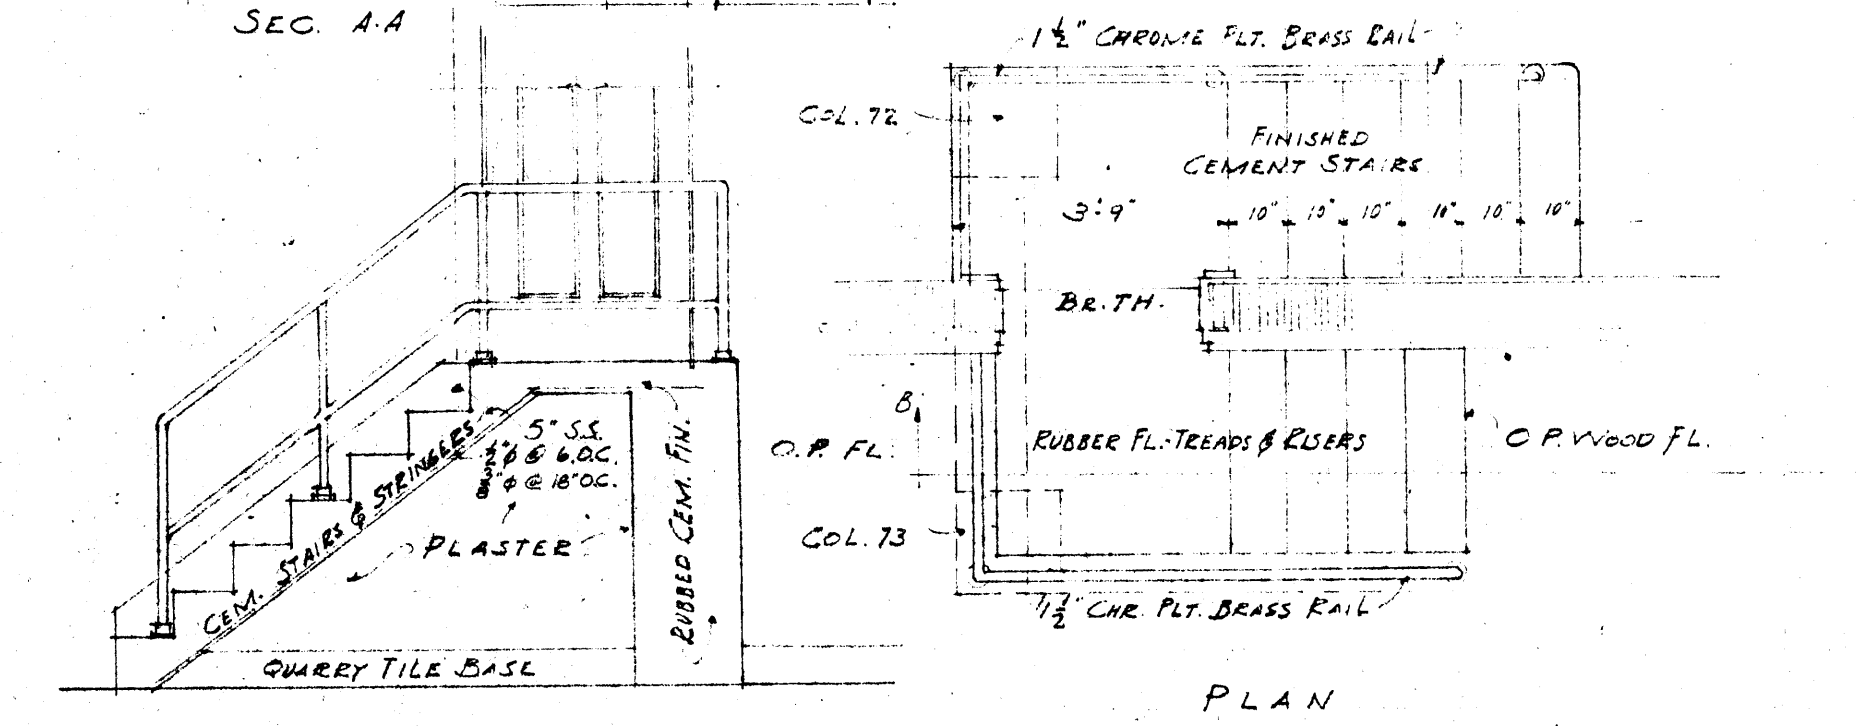 SEC. A-A
CEM. STAIRS & STRINGERS
5" S.S.
1/2" φ @ 6 O.C.
φ @ 18" O.C.
PLASTER
RUBBED CEM. FIN.
QUARRY TILE BASE
1 1/2" CHROME PLT. BRASS RAIL
COL. 72
FINISHED
CEMENT STAIRS
3'-9"
10" 10" 10" 10" 10" 10"
BR. TH.
B
O.P. FL.
RUBBER FL.-TREADS & RISERS
O.P. WOOD FL.
COL. 73
1 1/2" CHR. PLT. BRASS RAIL
PLAN